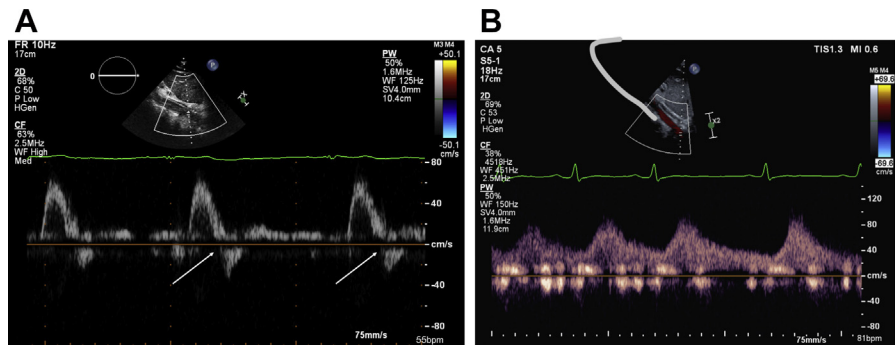 A
FR 10Hz
17cm
2D
68%
C 50
P Low
HGen
CF
63%
2.5MHz
WF High
Med
0
P
PW
50%
1.6MHz
WF 125Hz
SV4.0mm
10.4cm
M3 M4
+50.1
-50.1
cm/s
80
40
cm/s
-40
-80
75mm/s
55bpm
B
CA 5
S5-1
18Hz
17cm
2D
69%
C 53
P Low
HGen
CF
38%
4518Hz
WF 451Hz
2.5MHz
PW
50%
WF 150Hz
SV4.0mm
1.6MHz
11.9cm
P
x2
TIS1.3 MI 0.6
M5 M4
+69.6
-69.6
cm/s
120
80
40
cm/s
-40
-80
75mm/s
81bpm